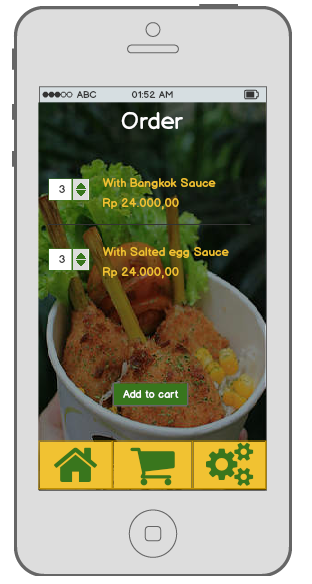 ABC 01:52 AM
Order
3 With Bangkok Sauce
Rp 24.000,00
3 With Salted egg Sauce
Rp 24.000,00
Add to cart